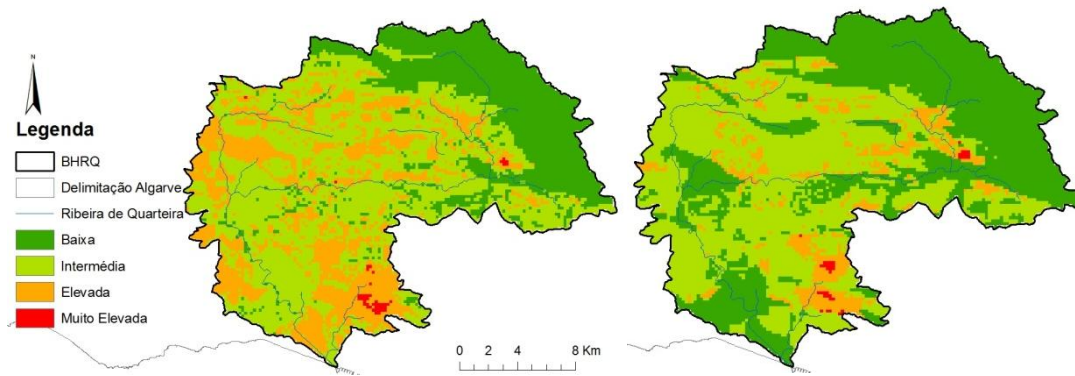 N
Legenda
BHRQ
Delimitação Algarve
Ribeira de Quarteira
Baixa
Intermédia
Elevada
Muito Elevada
0 2 4 8 Km